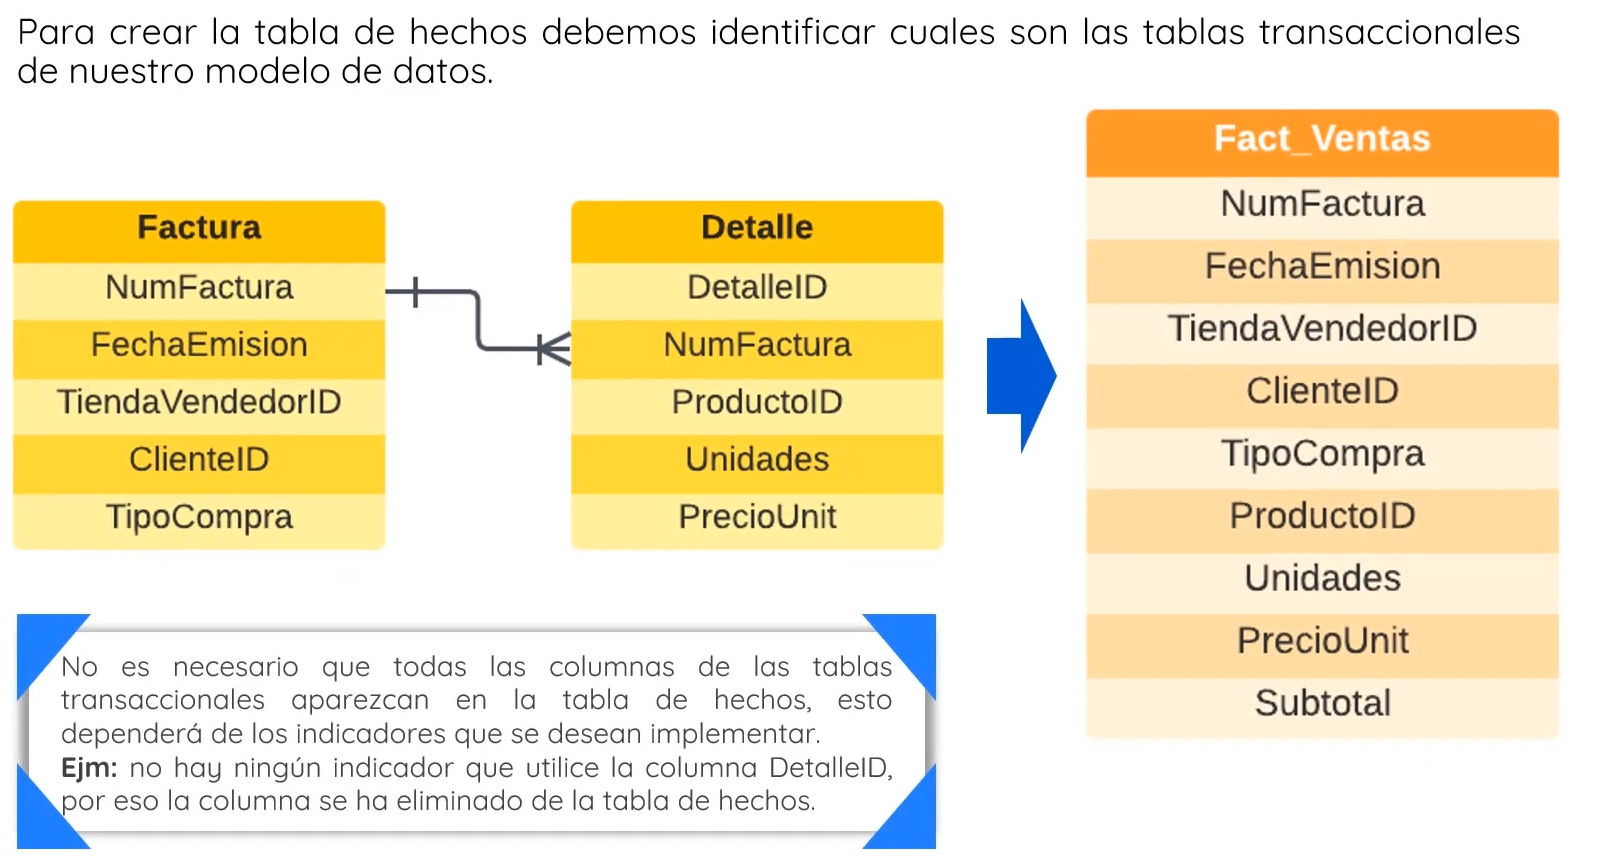 Para crear la tabla de hechos debemos identificar cuales son las tablas transaccionales
de nuestro modelo de datos.
Factura
NumFactura
FechaEmision
TiendaVendedorID
ClienteID
TipoCompra
Detalle
DetalleID
NumFactura
ProductoID
Unidades
PrecioUnit
Fact_Ventas
NumFactura
FechaEmision
TiendaVendedorID
ClienteID
TipoCompra
ProductoID
Unidades
PrecioUnit
Subtotal
No es necesario que todas las columnas de las tablas
transaccionales aparezcan en la tabla de hechos, esto
dependerá de los indicadores que se desean implementar.
Ejm: no hay ningún indicador que utilice la columna DetalleID,
por eso la columna se ha eliminado de la tabla de hechos.